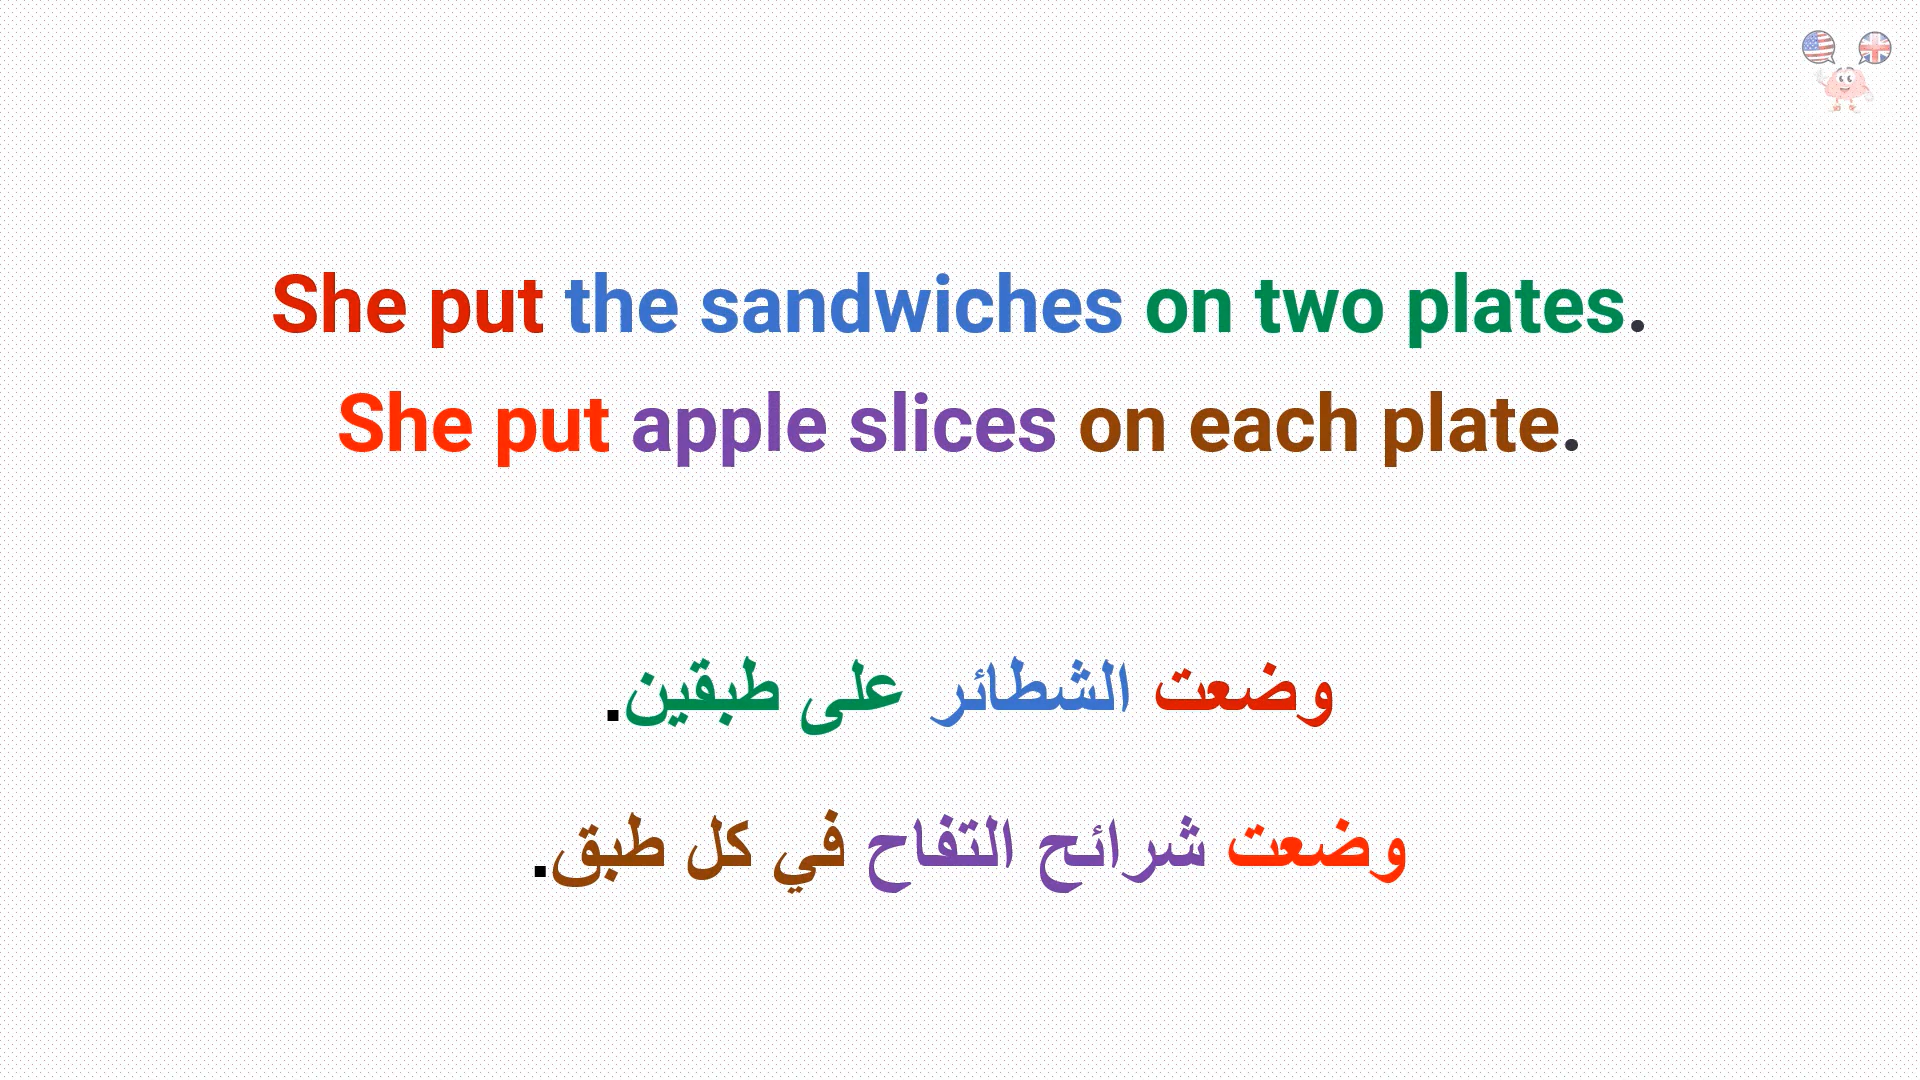 She put the sandwiches on two plates.
She put apple slices on each plate.
وضعت الشطائر على طبقين.
وضعت شرائح التفاح في كل طبق.